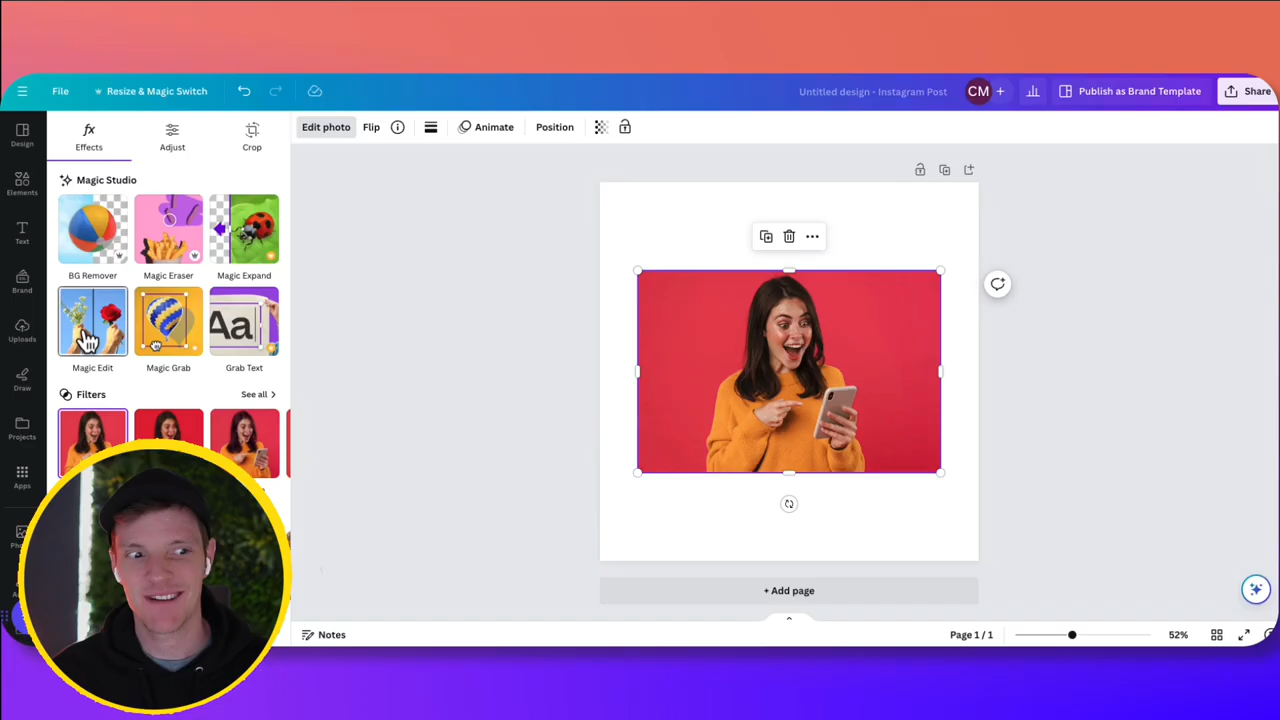 File
Resize & Magic Switch
Untitled design - Instagram Post
CM
+
Publish as Brand Template
Share
Design
Elements
Text
Brand
Uploads
Draw
Projects
Apps
fx
Effects
Adjust
Crop
Edit photo
Flip
Animate
Position
Magic Studio
BG Remover
Magic Eraser
Magic Expand
Aa
Magic Edit
Magic Grab
Grab Text
Filters
See all
+ Add page
Notes
Page 1 / 1
52%